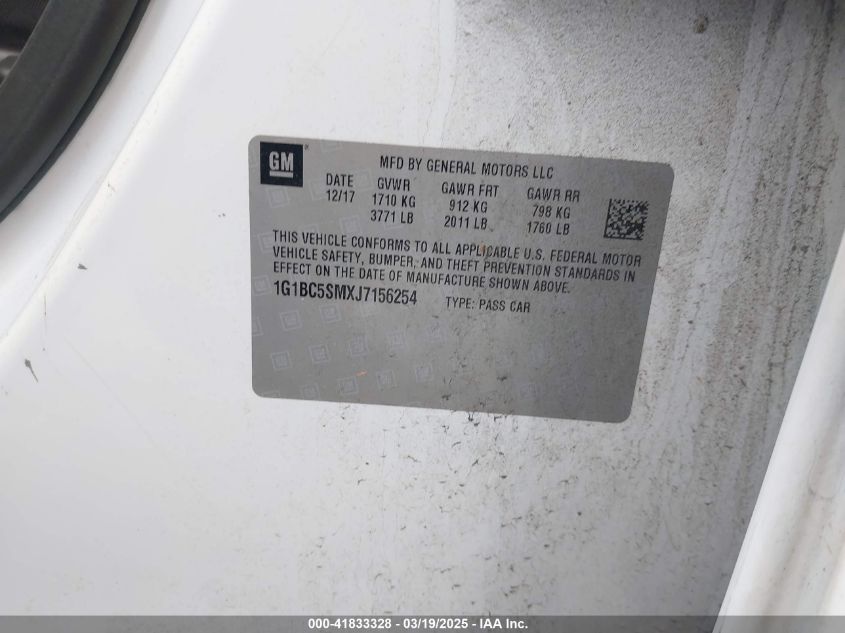 GM
MFD BY GENERAL MOTORS LLC
DATE GVWR GAWR FRT GAWR RR
12/17 1710 KG 912 KG 798 KG
3771 LB 2011 LB 1760 LB
THIS VEHICLE CONFORMS TO ALL APPLICABLE U.S. FEDERAL MOTOR
VEHICLE SAFETY, BUMPER, AND THEFT PREVENTION STANDARDS IN
EFFECT ON THE DATE OF MANUFACTURE SHOWN ABOVE.
1G1BC5SMXJ7156254 TYPE: PASS CAR
000-41833328 - 03/19/2025 - IAA Inc.